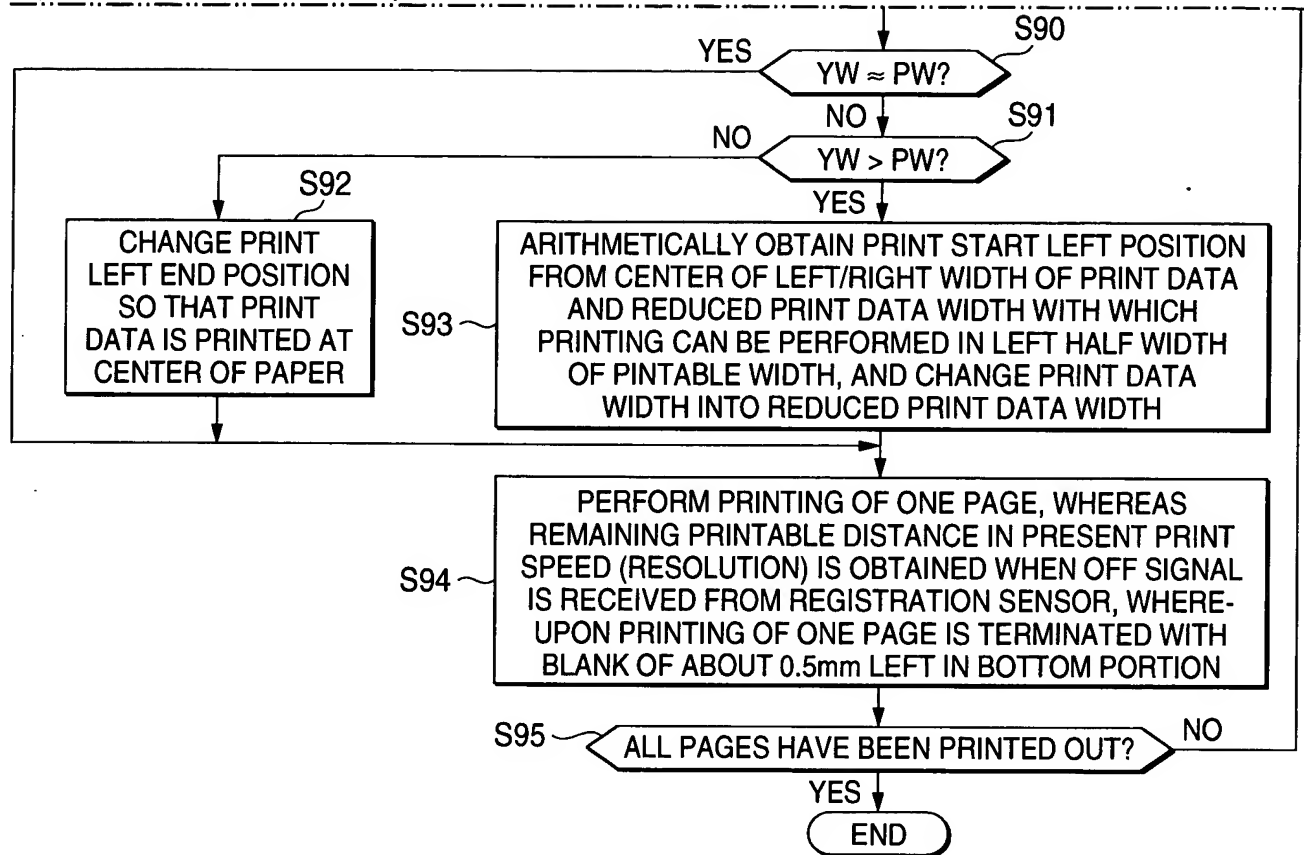 S90
YES
YW ≈ PW?
NO
S91
NO
YW > PW?
S92
YES
CHANGE PRINT
LEFT END POSITION
SO THAT PRINT
DATA IS PRINTED AT
CENTER OF PAPER
S93
ARITHMETICALLY OBTAIN PRINT START LEFT POSITION
FROM CENTER OF LEFT/RIGHT WIDTH OF PRINT DATA
AND REDUCED PRINT DATA WIDTH WITH WHICH
PRINTING CAN BE PERFORMED IN LEFT HALF WIDTH
OF PINTABLE WIDTH, AND CHANGE PRINT DATA
WIDTH INTO REDUCED PRINT DATA WIDTH
S94
PERFORM PRINTING OF ONE PAGE, WHEREAS
REMAINING PRINTABLE DISTANCE IN PRESENT PRINT
SPEED (RESOLUTION) IS OBTAINED WHEN OFF SIGNAL
IS RECEIVED FROM REGISTRATION SENSOR, WHERE-
UPON PRINTING OF ONE PAGE IS TERMINATED WITH
BLANK OF ABOUT 0.5mm LEFT IN BOTTOM PORTION
S95
ALL PAGES HAVE BEEN PRINTED OUT?
NO
YES
END